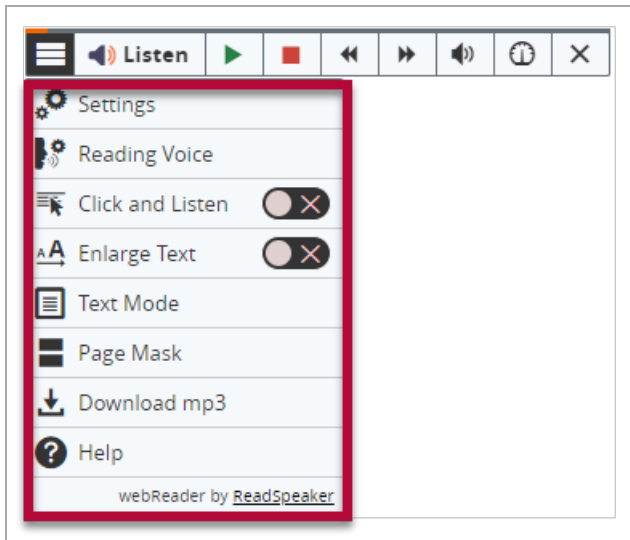 Listen
Settings
Reading Voice
Click and Listen
Enlarge Text
Text Mode
Page Mask
Download mp3
Help
webReader by ReadSpeaker